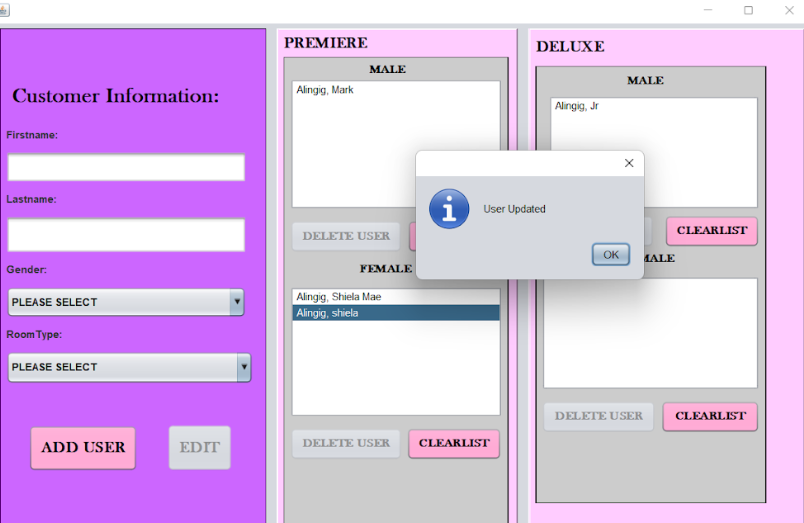 Customer Information:
Firstname:
Lastname:
Gender:
PLEASE SELECT
RoomType:
PLEASE SELECT
ADD USER
EDIT
PREMIERE
MALE
Alingig, Mark
DELETE USER
FEMALE
Alingig, Shiela Mae
Alingig, shiela
DELETE USER
CLEARLIST
DELUXE
MALE
Alingig, Jr
CLEARLIST
MALE
DELETE USER
CLEARLIST
User Updated
OK